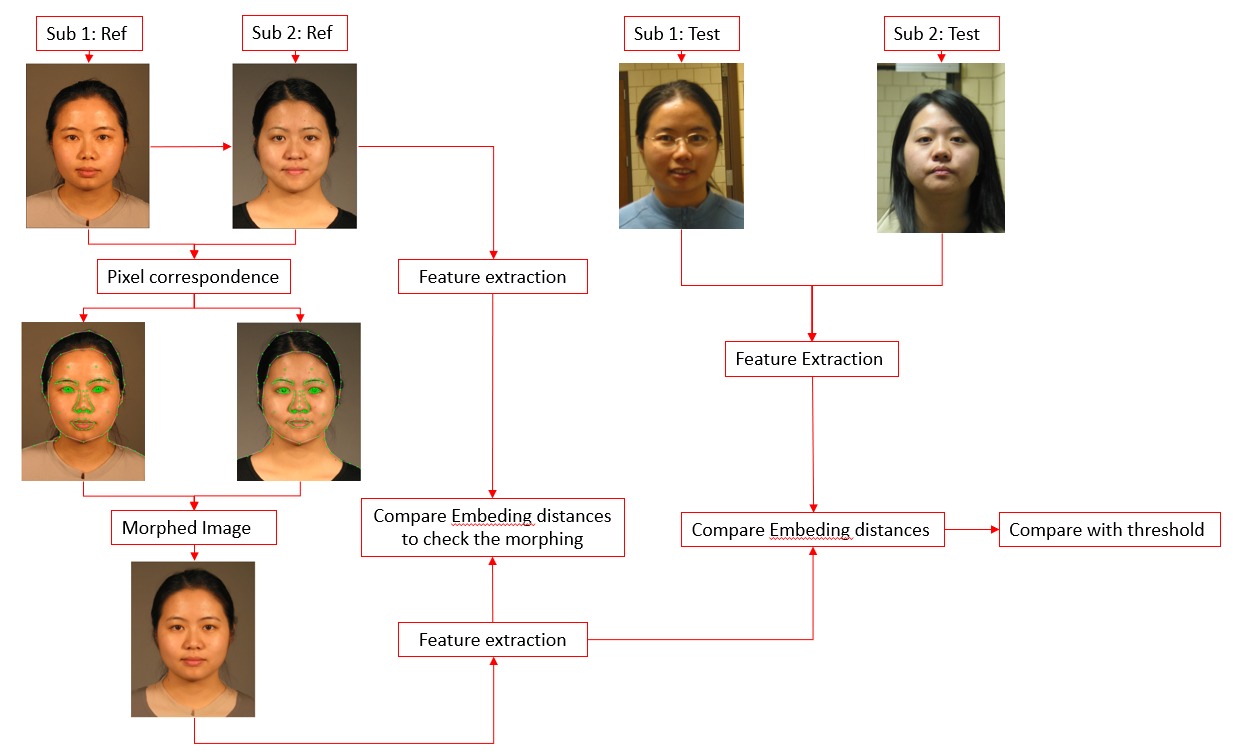 Sub 1: Ref
Sub 2: Ref
Sub 1: Test
Sub 2: Test
Pixel correspondence
Feature extraction
Feature Extraction
Morphed Image
Compare Embeding distances
to check the morphing
Compare Embeding distances
Compare with threshold
Feature extraction